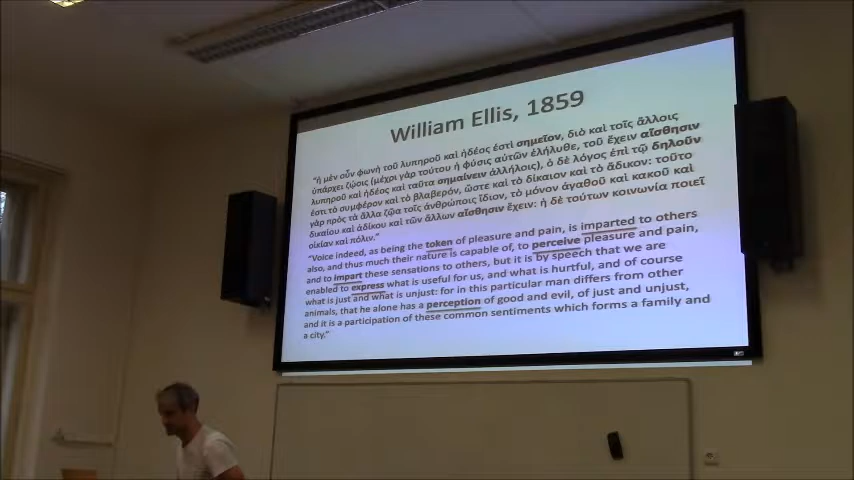 William Ellis, 1859
"ἡ μὲν οὖν φωνὴ τοῦ λυπηροῦ καὶ ἡδέος ἐστὶ σημεῖον, διὸ καὶ τοῖς ἄλλοις
ὑπάρχει ζῴοις (μέχρι γὰρ τούτου ἡ φύσις αὐτῶν ἐλήλυθε, τοῦ ἔχειν αἴσθησιν
λυπηροῦ καὶ ἡδέος καὶ ταῦτα σημαίνειν ἀλλήλοις), ὁ δὲ λόγος ἐπὶ τῷ δηλοῦν
ἐστι τὸ συμφέρον καὶ τὸ βλαβερόν, ὥστε καὶ τὸ δίκαιον καὶ τὸ ἄδικον: τοῦτο
γὰρ πρὸς τὰ ἄλλα ζῷα τοῖς ἀνθρώποις ἴδιον, τὸ μόνον ἀγαθοῦ καὶ κακοῦ καὶ
δικαίου καὶ ἀδίκου καὶ τῶν ἄλλων αἴσθησιν ἔχειν: ἡ δὲ τούτων κοινωνία ποιεῖ
οἰκίαν καὶ πόλιν."
"Voice indeed, as being the token of pleasure and pain, is imparted to others
also, and thus much their nature is capable of, to perceive pleasure and pain,
and to impart these sensations to others, but it is by speech that we are
enabled to express what is useful for us, and what is hurtful, and of course
what is just and what is unjust: for in this particular man differs from other
animals, that he alone has a perception of good and evil, of just and unjust,
and it is a participation of these common sentiments which forms a family and
a city."